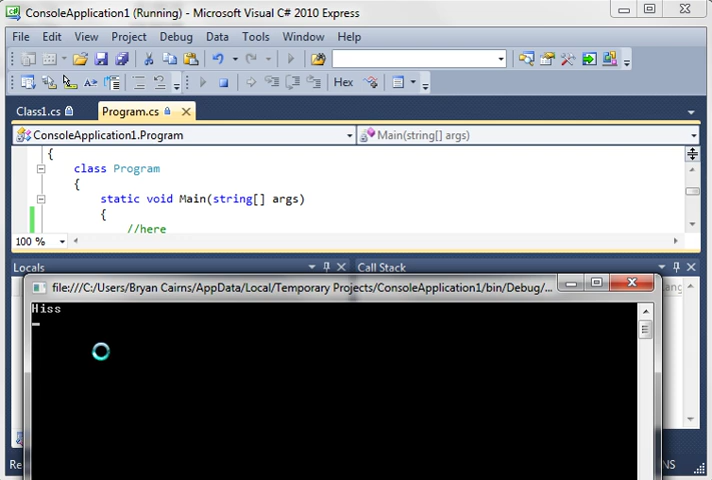 ConsoleApplication1 (Running) - Microsoft Visual C# 2010 Express
File Edit View Project Debug Data Tools Window Help
Hex
Class1.cs Program.cs
ConsoleApplication1.Program Main(string[] args)
{
class Program
{
static void Main(string[] args)
{
//here
100 %
Locals Call Stack
file:///C:/Users/Bryan Cairns/AppData/Local/Temporary Projects/ConsoleApplication1/bin/Debug/...
Hiss